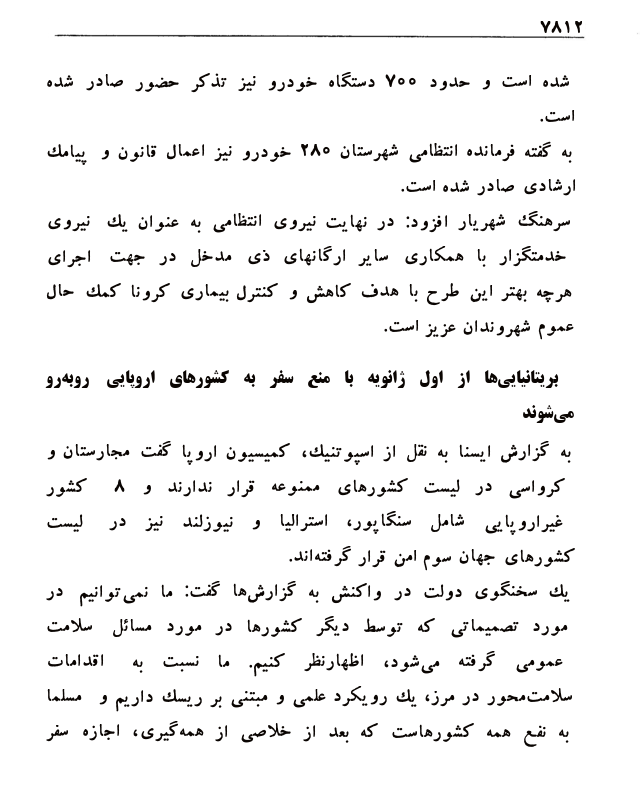 ۷۸۱۲
شده است و حدود ۷۰۰ دستگاه خودرو نیز تذکر حضور صادر شده
است.
به گفته فرمانده انتظامی شهرستان ۲۸۰ خودرو نیز اعمال قانون و پیامك
ارشادی صادر شده است.
سرهنگ شهریار افزود: در نهایت نیروی انتظامی به عنوان یك نیروی
خدمتگزار با همکاری سایر ارگانهای ذی مدخل در جهت اجرای
هرچه بهتر این طرح با هدف کاهش و کنترل بیماری کرونا کمك حال
عموم شهروندان عزیز است.
بریتانیایی‌ها از اول ژانویه با منع سفر به کشورهای اروپایی روبه‌رو
می‌شوند
به گزارش ایسنا به نقل از اسپوتنیك، کمیسیون اروپا گفت مجارستان و
کرواسی در لیست کشورهای ممنوعه قرار ندارند و ۸ کشور
غیراروپایی شامل سنگاپور، استرالیا و نیوزلند نیز در لیست
کشورهای جهان سوم امن قرار گرفته‌اند.
یك سخنگوی دولت در واکنش به گزارش‌ها گفت: ما نمی‌توانیم در
مورد تصمیماتی که توسط دیگر کشورها در مورد مسائل سلامت
عمومی گرفته می‌شود، اظهارنظر کنیم. ما نسبت به اقدامات
سلامت‌محور در مرز، یك رویکرد علمی و مبتنی بر ریسك داریم و مسلما
به نفع همه کشورهاست که بعد از خلاصی از همه‌گیری، اجازه سفر